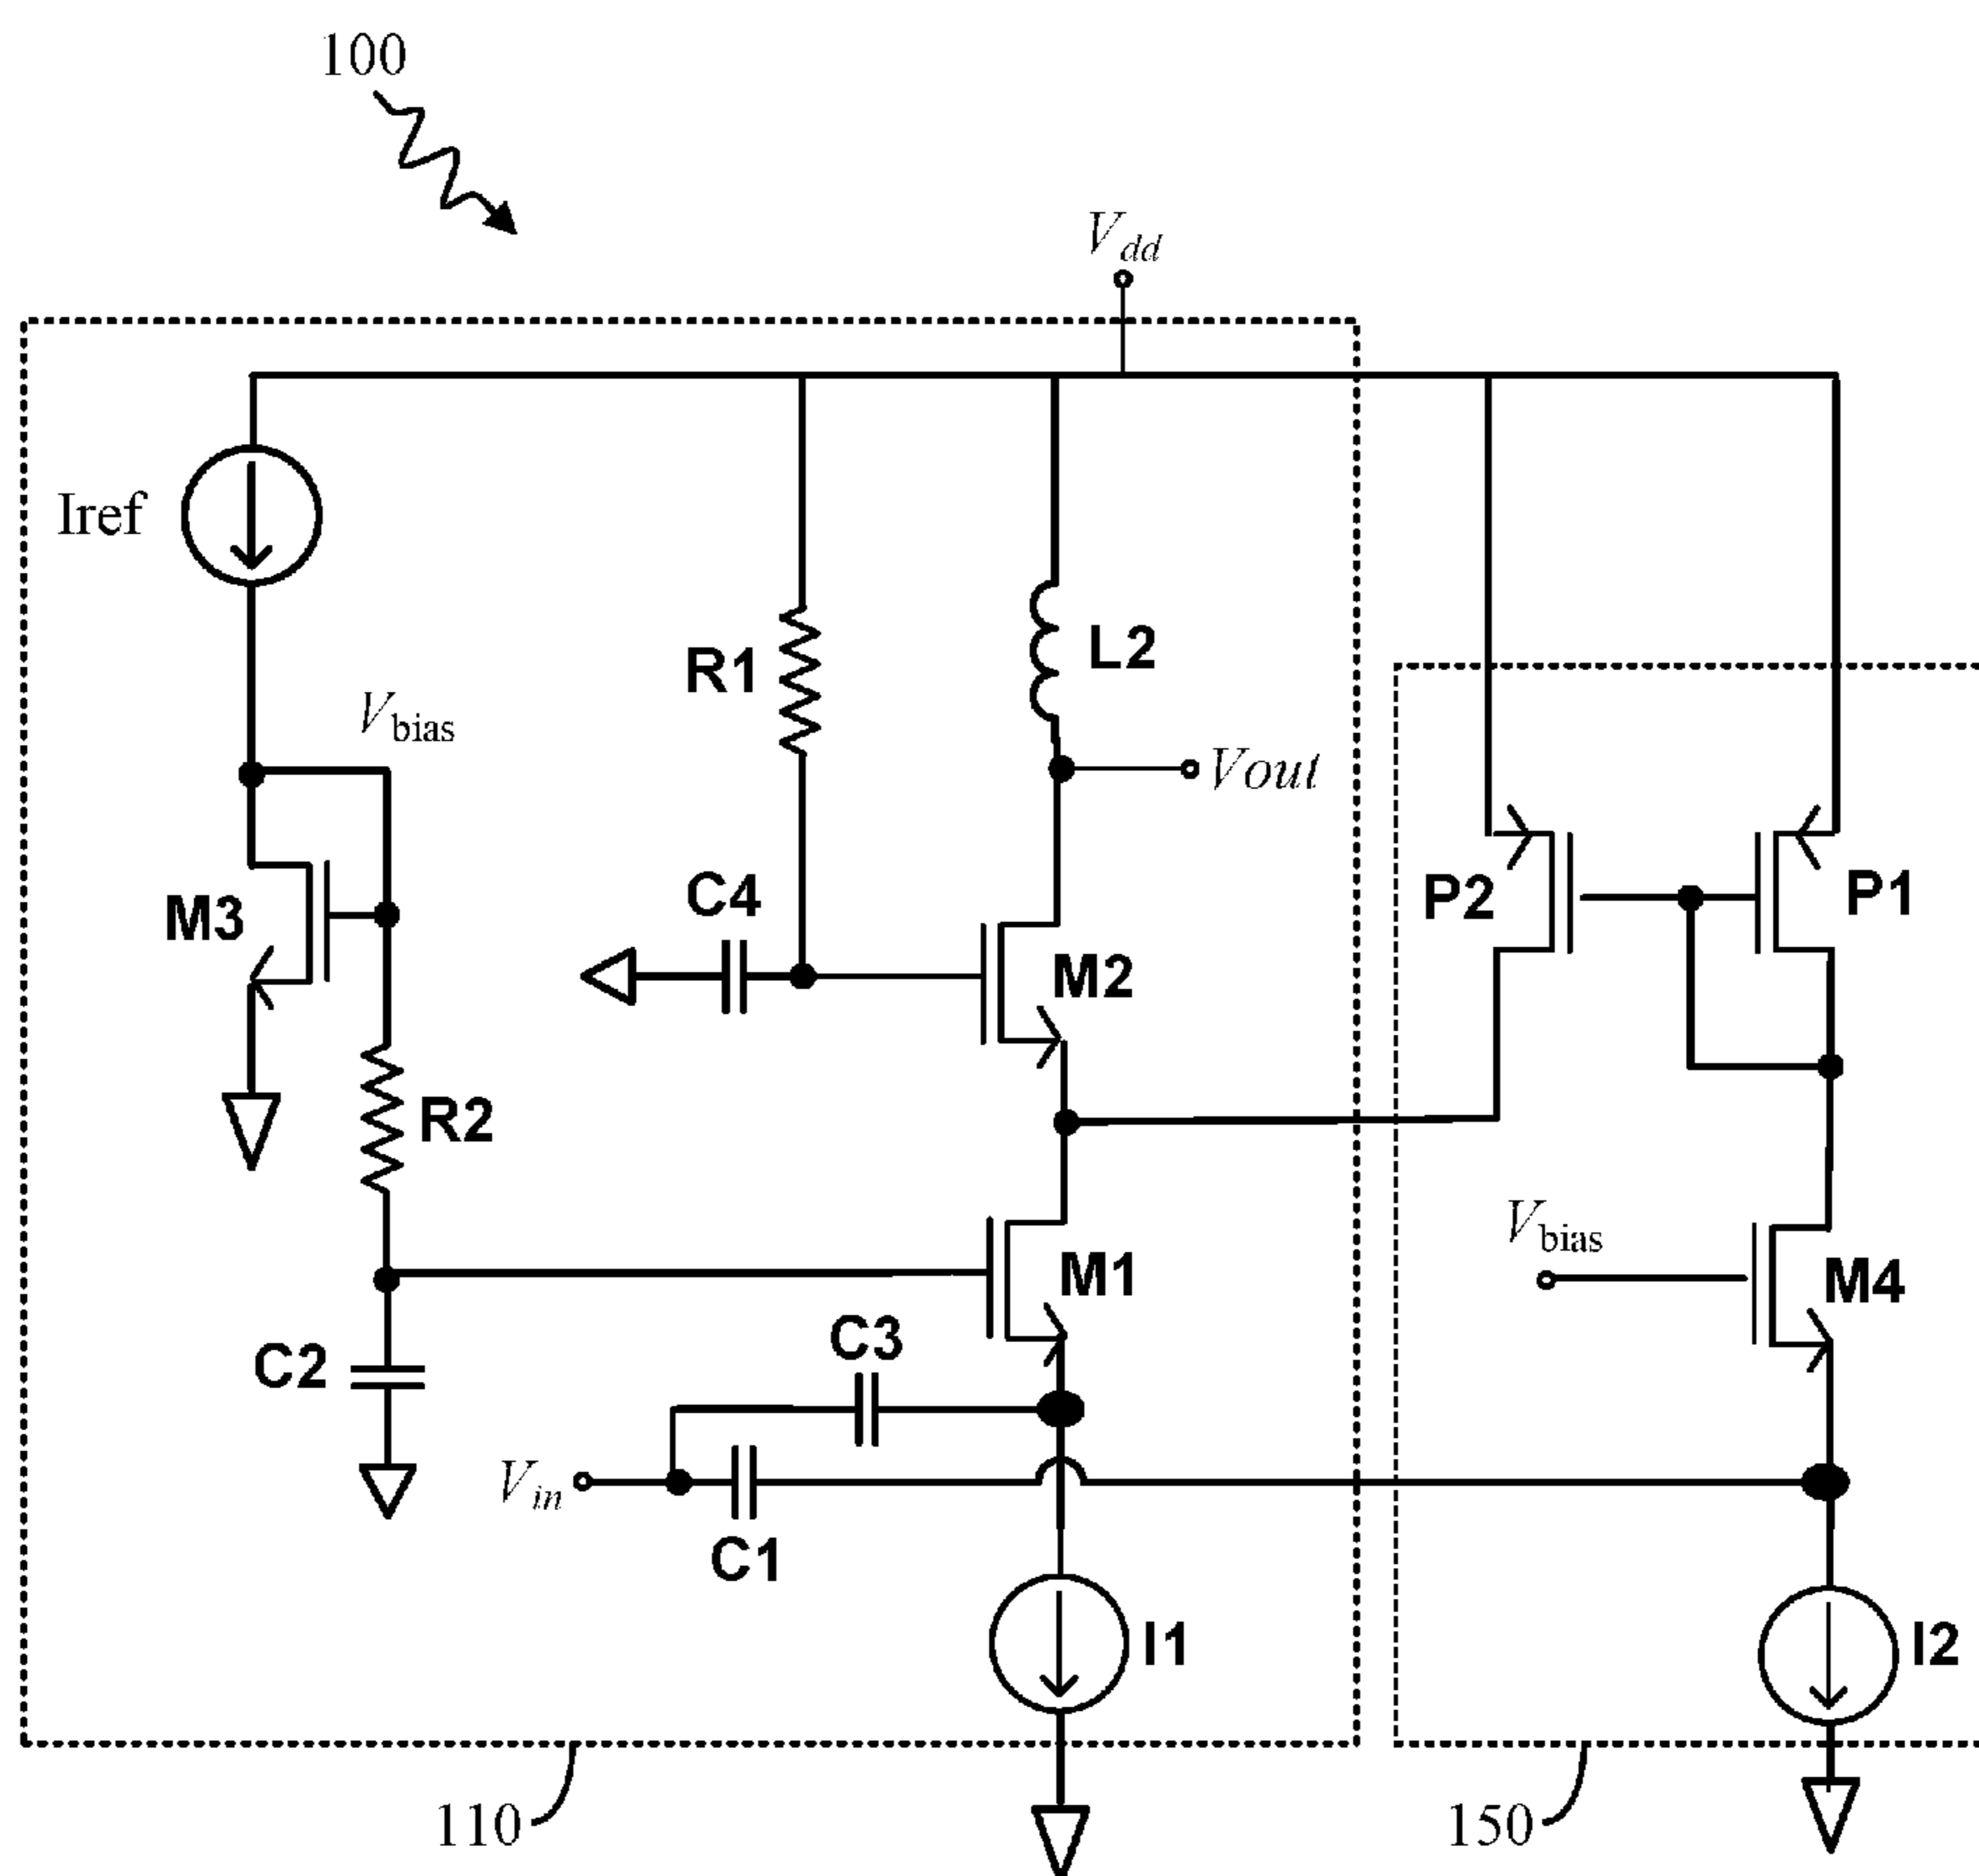 100
Vdd
Iref
R1
L2
Vbias
Vout
C4
P2
P1
M3
M2
R2
Vbias
M1
M4
C3
C2
Vin
C1
I1
I2
110
150